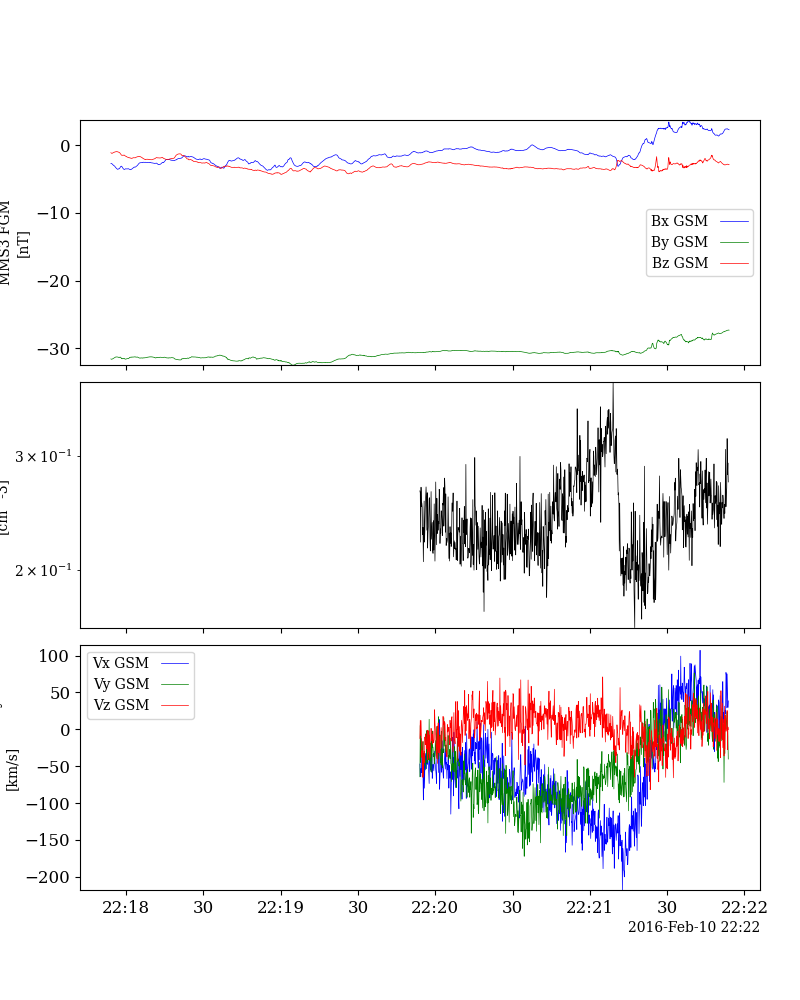 0
−10
−20
−30
MMS3 FGM
[nT]
Bx GSM
By GSM
Bz GSM
3 × 10⁻¹
2 × 10⁻¹
100
50
0
−50
−100
−150
−200
[km/s]
Vx GSM
Vy GSM
Vz GSM
22:18 30 22:19 30 22:20 30 22:21 30 22:22
2016-Feb-10 22:22